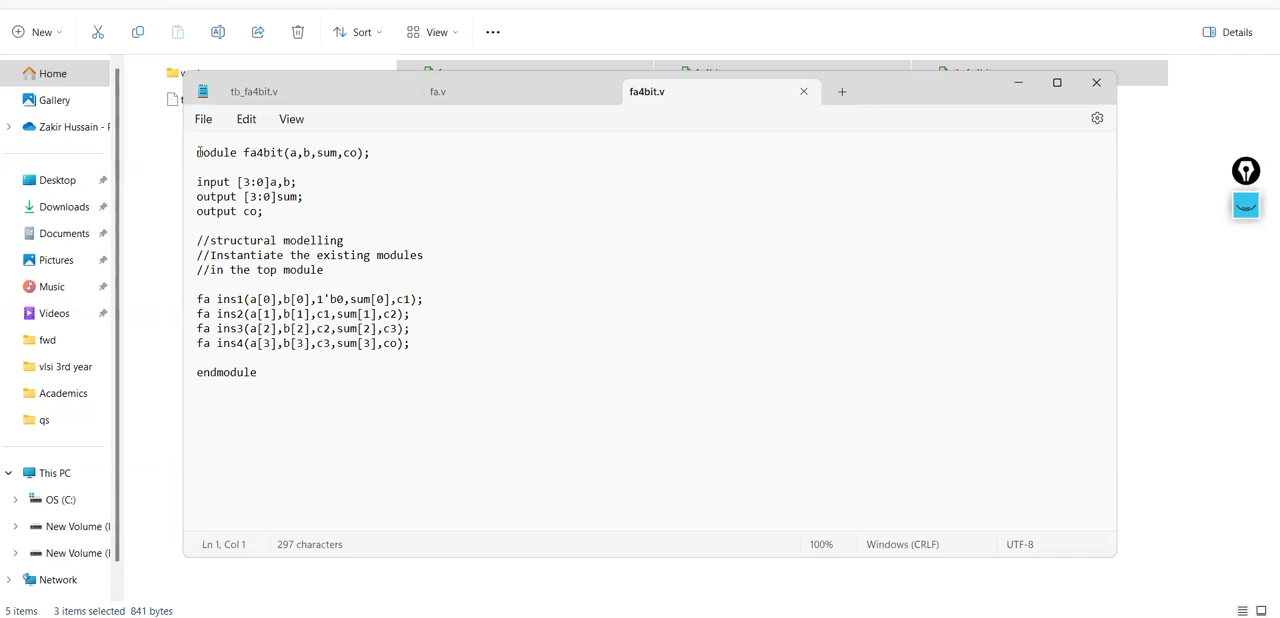 New
Sort
View
Details
Home
Gallery
Zakir Hussain -
Desktop
Downloads
Documents
Pictures
Music
Videos
fwd
vlsi 3rd year
Academics
qs
This PC
OS (C:)
New Volume (
New Volume (
Network
5 items 3 items selected 841 bytes
tb_fa4bit.v
fa.v
fa4bit.v
File Edit View
module fa4bit(a,b,sum,co);
input [3:0]a,b;
output [3:0]sum;
output co;
//structural modelling
//Instantiate the existing modules
//in the top module
fa ins1(a[0],b[0],1'b0,sum[0],c1);
fa ins2(a[1],b[1],c1,sum[1],c2);
fa ins3(a[2],b[2],c2,sum[2],c3);
fa ins4(a[3],b[3],c3,sum[3],co);
endmodule
Ln 1, Col 1 297 characters 100% Windows (CRLF) UTF-8